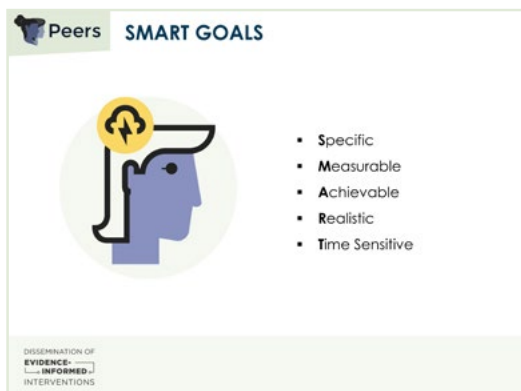 Peers
SMART GOALS
Specific
Measurable
Achievable
Realistic
Time Sensitive
DISSEMINATION OF
EVIDENCE-
INFORMED
INTERVENTIONS